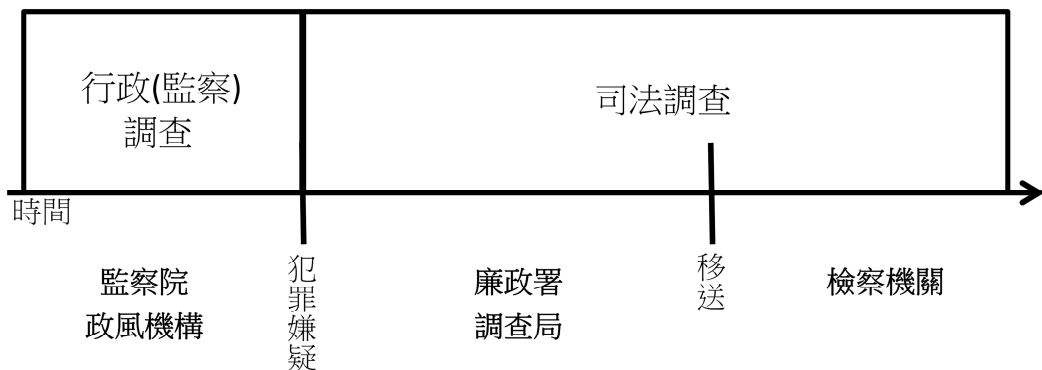 行政(監察)
調查
司法調查
時間
監察院
政風機構
犯罪嫌疑
廉政署
調查局
移送
檢察機關